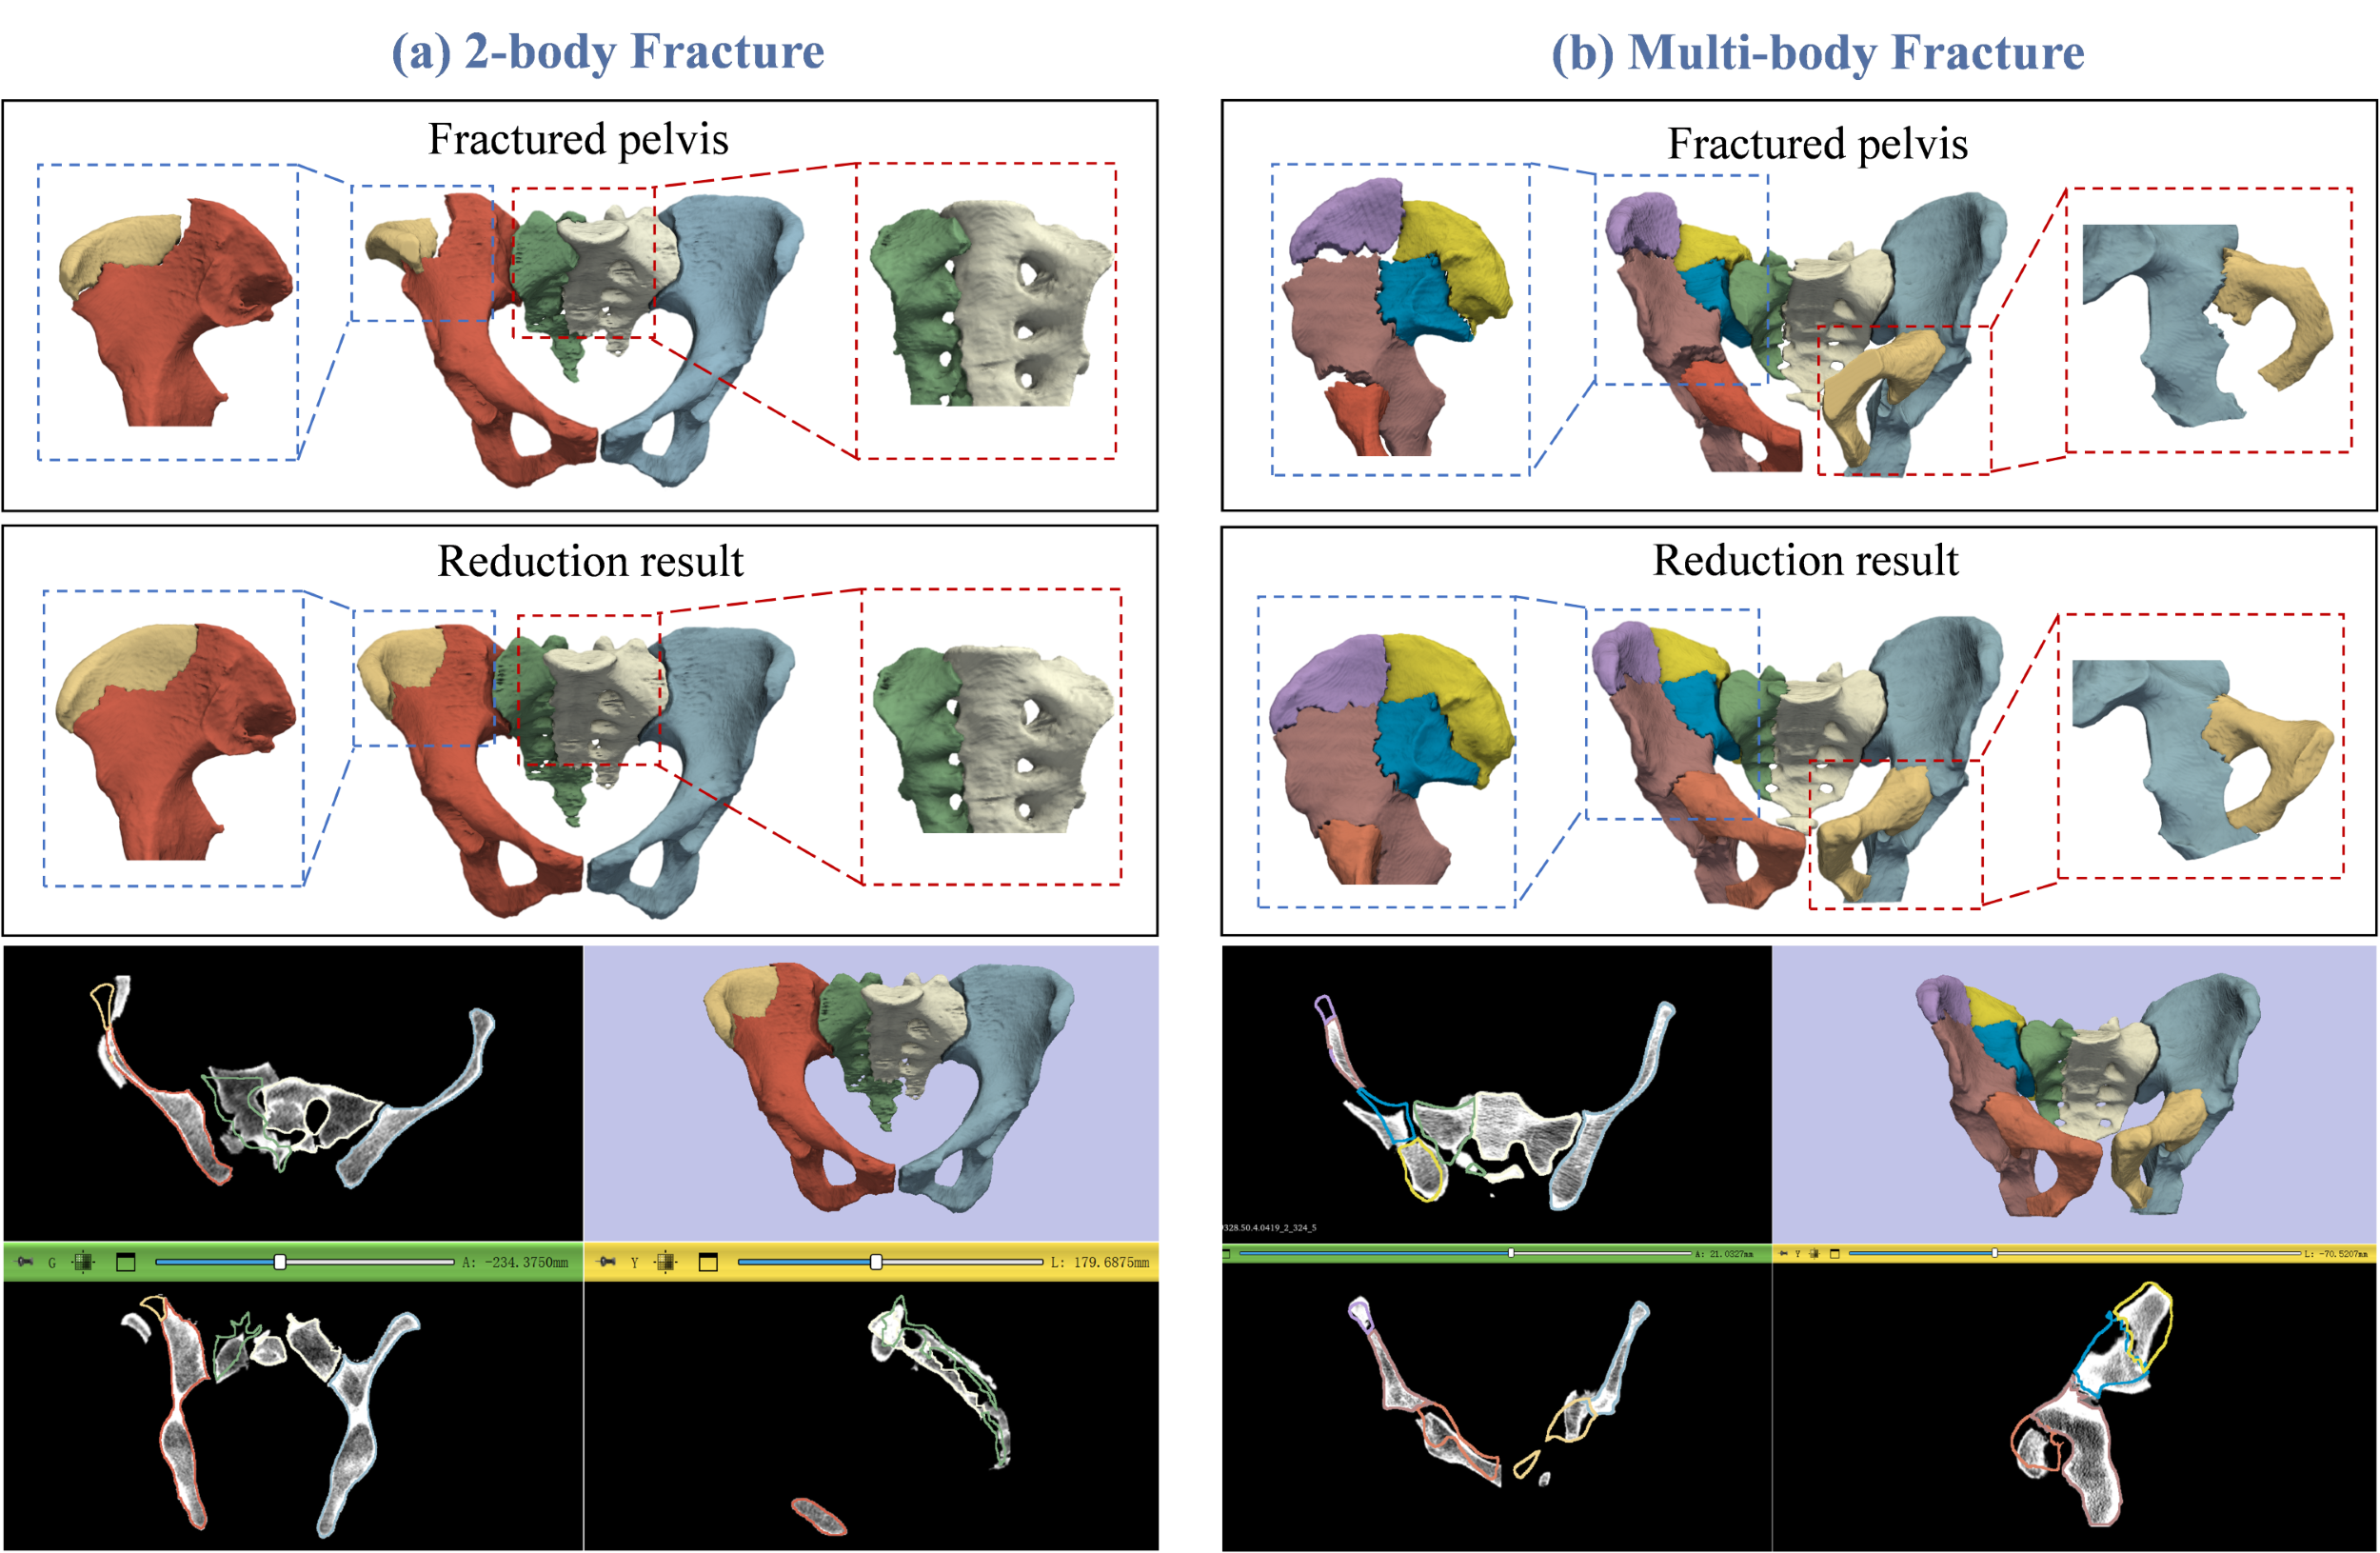 (a) 2-body Fracture
Fractured pelvis
Reduction result
G
A: -234.3750mm
Y
L: 179.6875mm
(b) Multi-body Fracture
Fractured pelvis
Reduction result
328.50.4.0419_2_324_5
A: 21.0327mm
Y
L: -70.5207mm